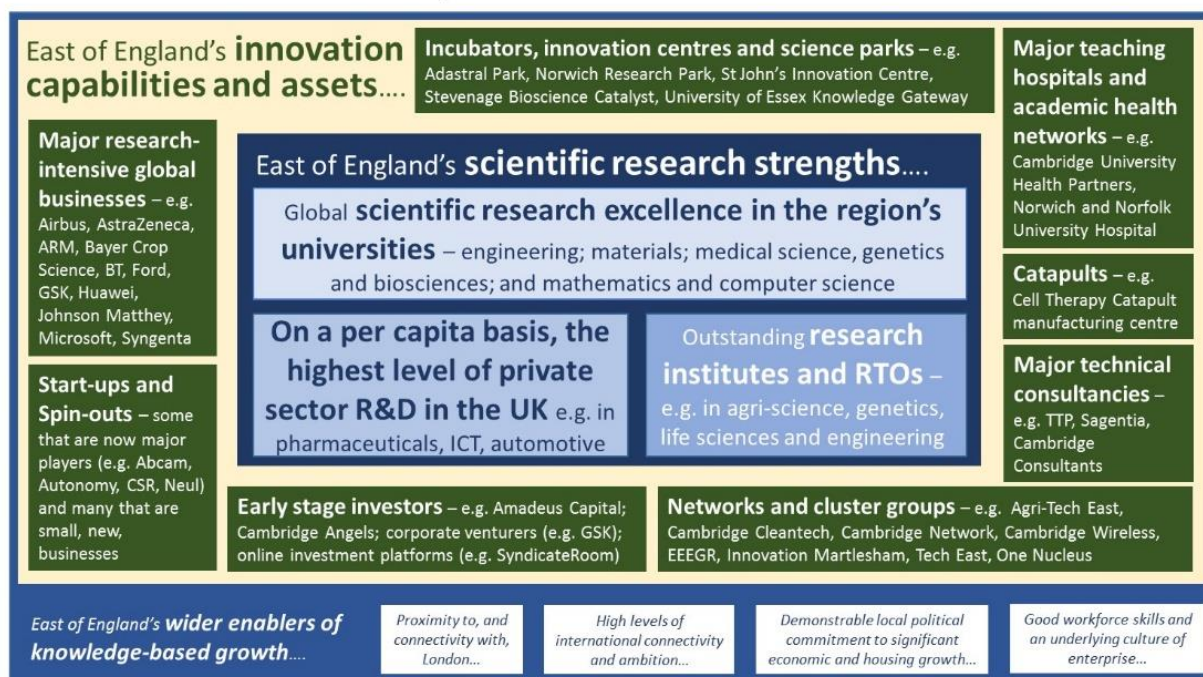 East of England's innovation
capabilities and assets....
Incubators, innovation centres and science parks – e.g.
Adastral Park, Norwich Research Park, St John's Innovation Centre,
Stevenage Bioscience Catalyst, University of Essex Knowledge Gateway
Major teaching
hospitals and
academic health
networks – e.g.
Cambridge University
Health Partners,
Norwich and Norfolk
University Hospital
Major research-
intensive global
businesses – e.g.
Airbus, AstraZeneca,
ARM, Bayer Crop
Science, BT, Ford,
GSK, Huawei,
Johnson Matthey,
Microsoft, Syngenta
East of England's scientific research strengths....
Global scientific research excellence in the region's
universities – engineering; materials; medical science, genetics
and biosciences; and mathematics and computer science
On a per capita basis, the
highest level of private
sector R&D in the UK e.g. in
pharmaceuticals, ICT, automotive
Outstanding research
institutes and RTOs –
e.g. in agri-science, genetics,
life sciences and engineering
Catapults – e.g.
Cell Therapy Catapult
manufacturing centre
Major technical
consultancies –
e.g. TTP, Sagentia,
Cambridge
Consultants
Start-ups and
Spin-outs – some
that are now major
players (e.g. Abcam,
Autonomy, CSR, Neul)
and many that are
small, new,
businesses
Early stage investors – e.g. Amadeus Capital;
Cambridge Angels; corporate venturers (e.g. GSK);
online investment platforms (e.g. SyndicateRoom)
Networks and cluster groups – e.g. Agri-Tech East,
Cambridge Cleantech, Cambridge Network, Cambridge Wireless,
EEEGR, Innovation Martlesham, Tech East, One Nucleus
East of England's wider enablers of
knowledge-based growth....
Proximity to, and
connectivity with,
London...
High levels of
international connectivity
and ambition...
Demonstrable local political
commitment to significant
economic and housing growth...
Good workforce skills and
an underlying culture of
enterprise...